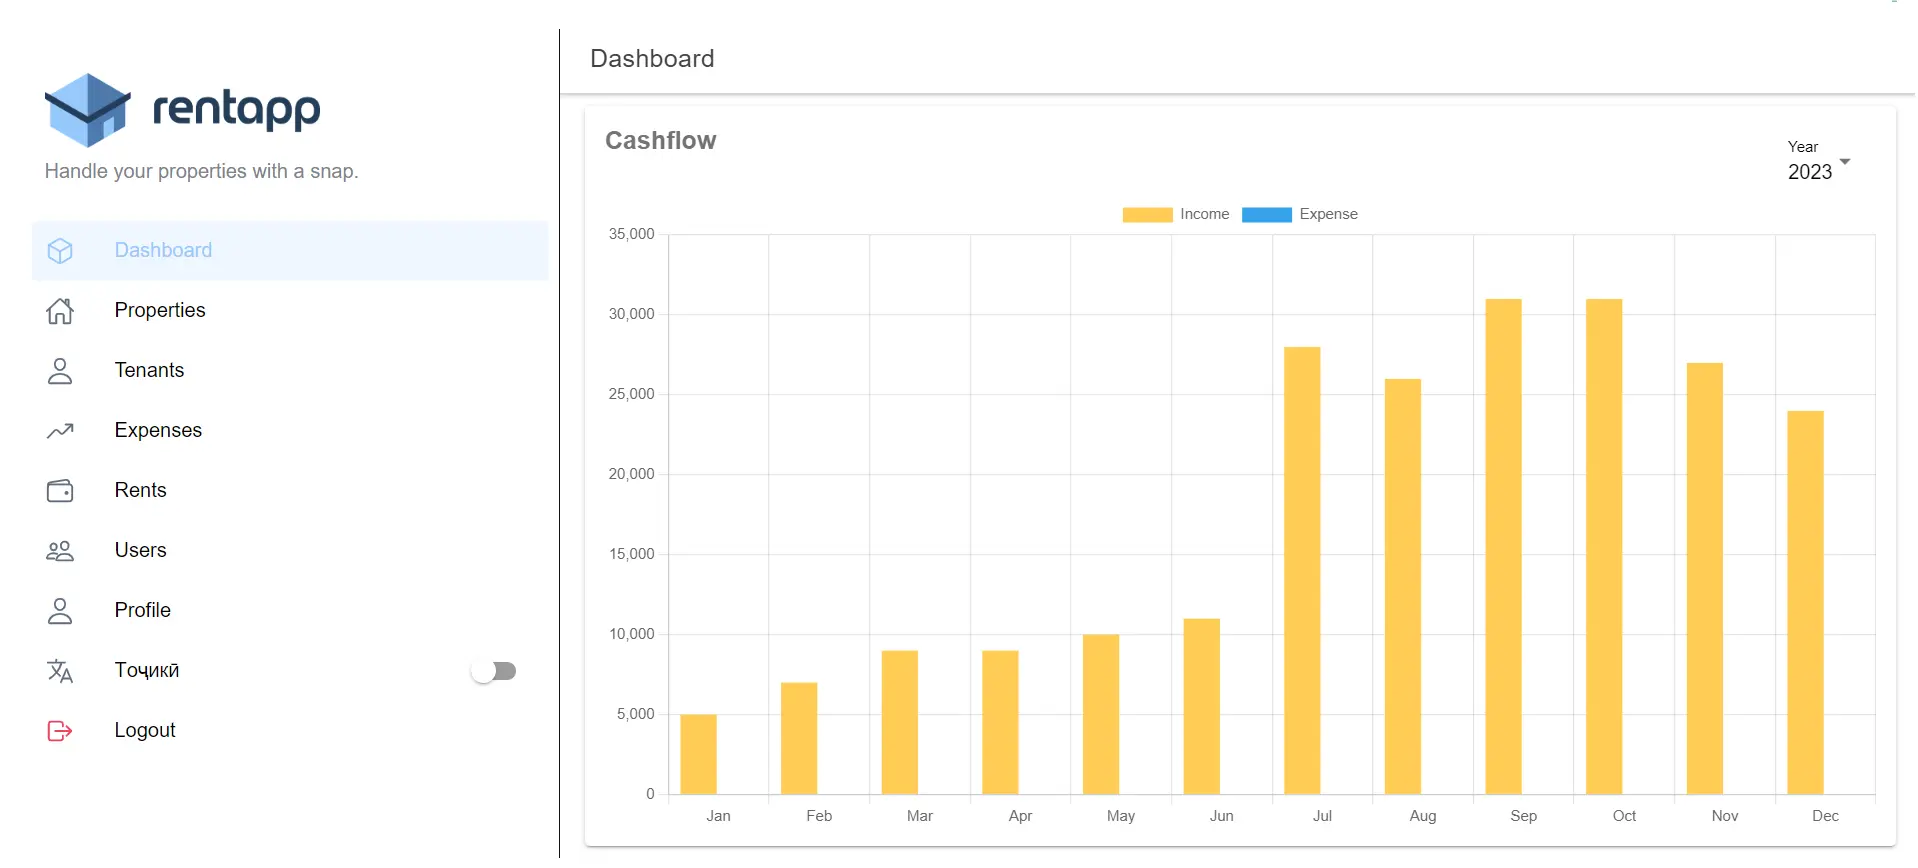 rentapp
Handle your properties with a snap.
Dashboard
Properties
Tenants
Expenses
Rents
Users
Profile
Тоҷикӣ
Logout
Dashboard
Cashflow
Year
2023
Income Expense
35,000
30,000
25,000
20,000
15,000
10,000
5,000
0
Jan Feb Mar Apr May Jun Jul Aug Sep Oct Nov Dec